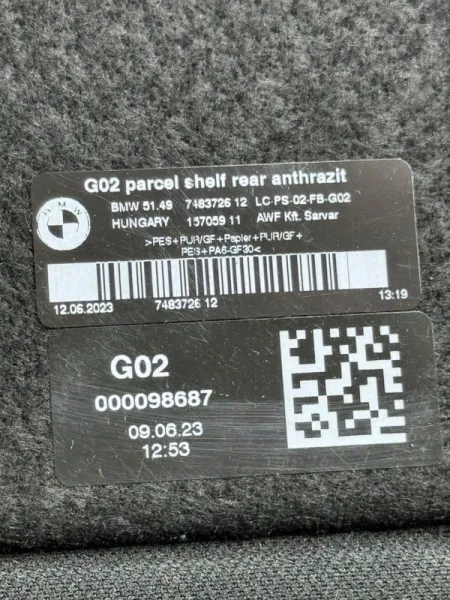 G02 parcel shelf rear anthrazit
BMW
BMW 51.49 7483726 12 LC-PS-02-FB-G02
HUNGARY 157059 11 AWF Kft. Sarvar
>PES+PUR/GF+Papier+PUR/GF+
PES+PA6-GF30<
12.06.2023 7483726 12 13:19
G02
000098687
09.06.23
12:53